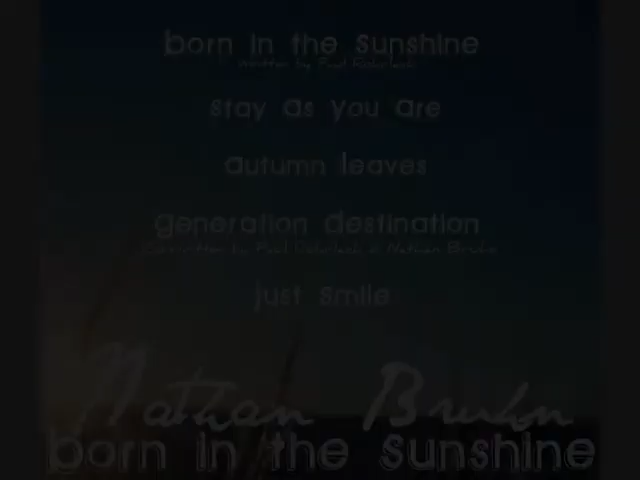 born in the sunshine
stay as you are
autumn leaves
generation destination
just smile
Nathan Bruhn
born in the sunshine